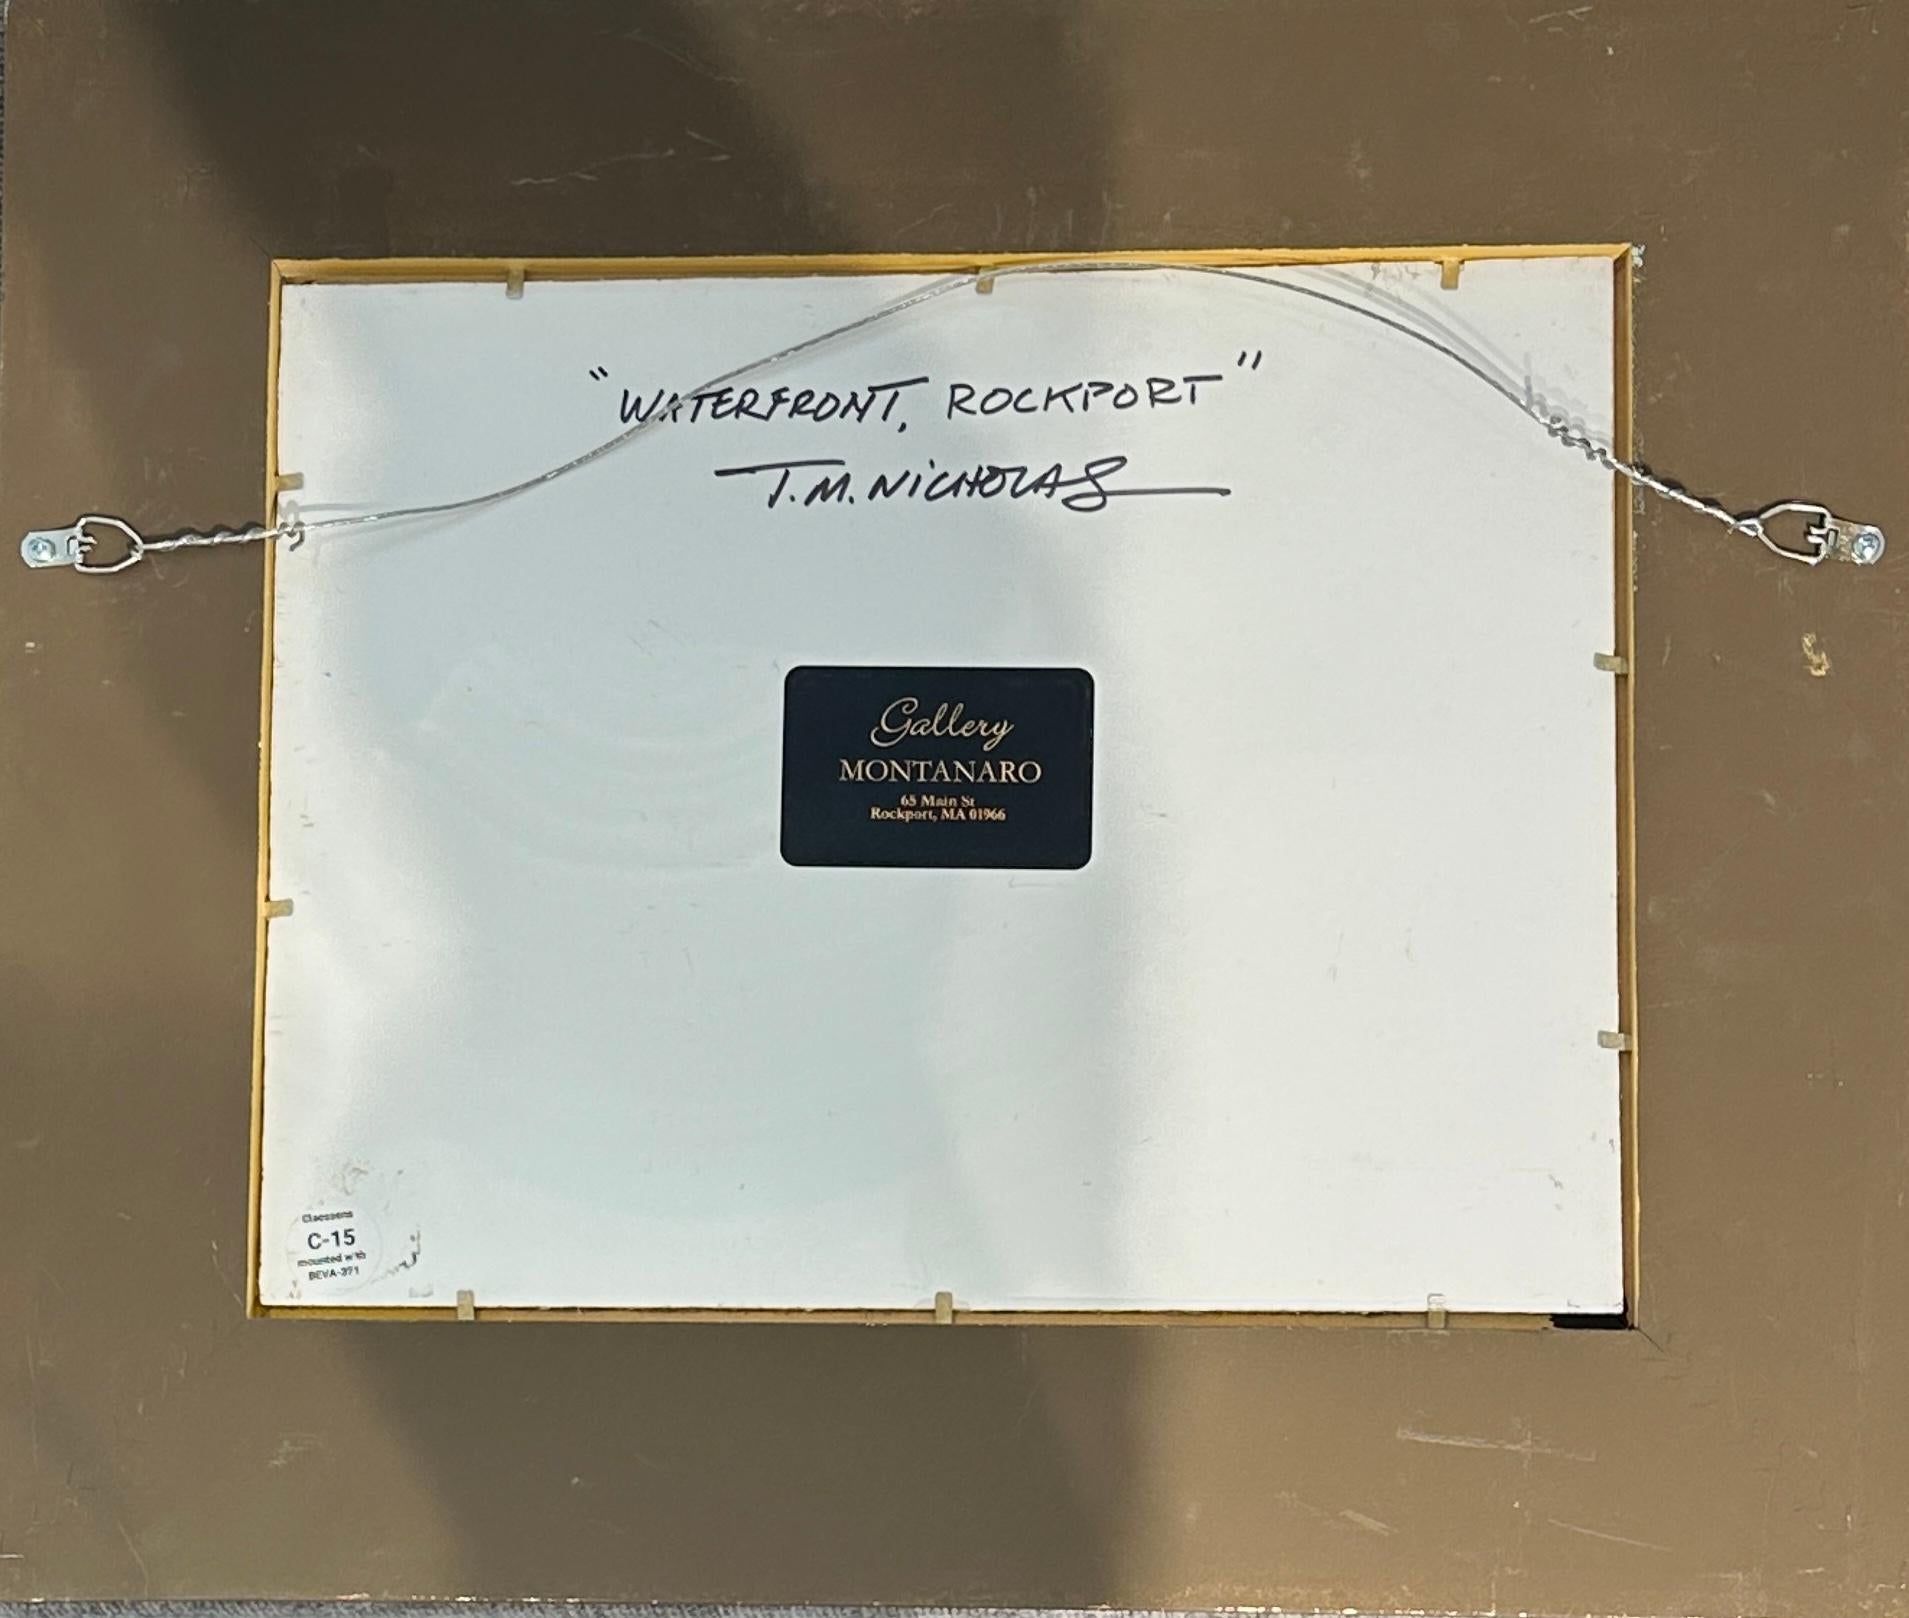 "WATERFRONT, ROCKPORT"
T.M. NICHOLAS
Gallery
MONTANARO
65 Main St
Rockport, MA 01966
Claessens
C-15
mounted with
BEVA-371